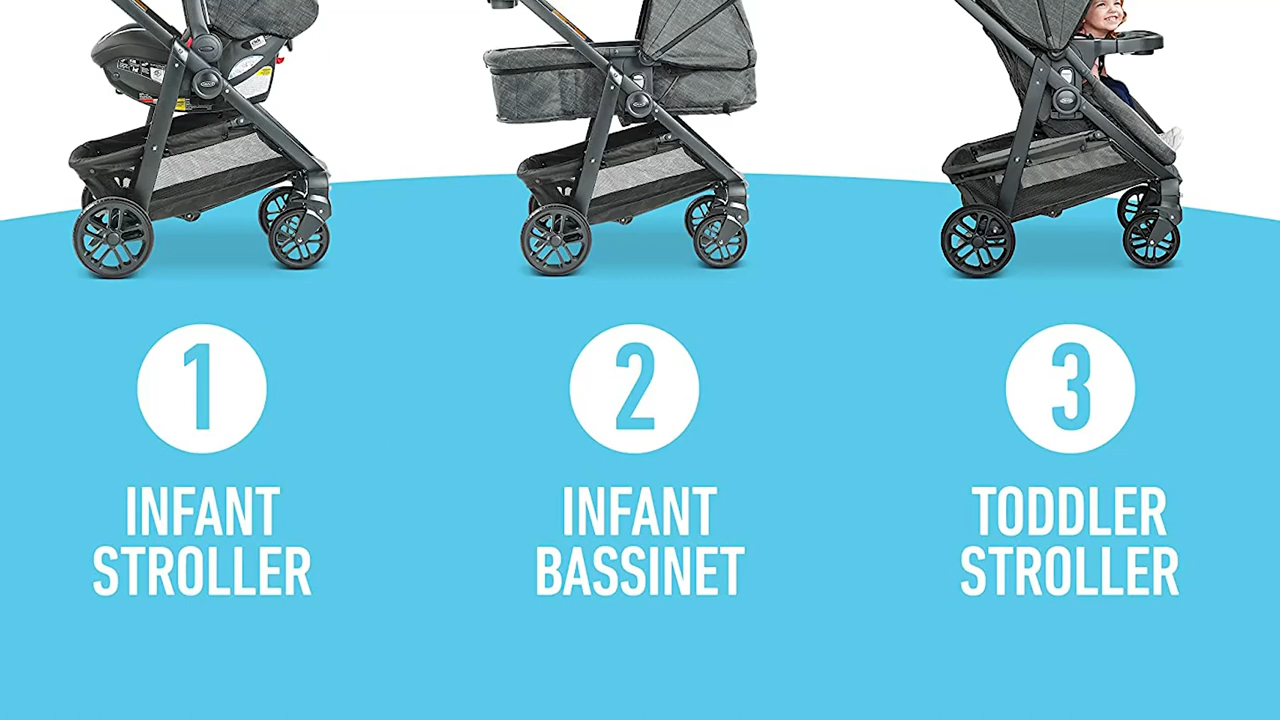 1
INFANT
STROLLER
2
INFANT
BASSINET
3
TODDLER
STROLLER